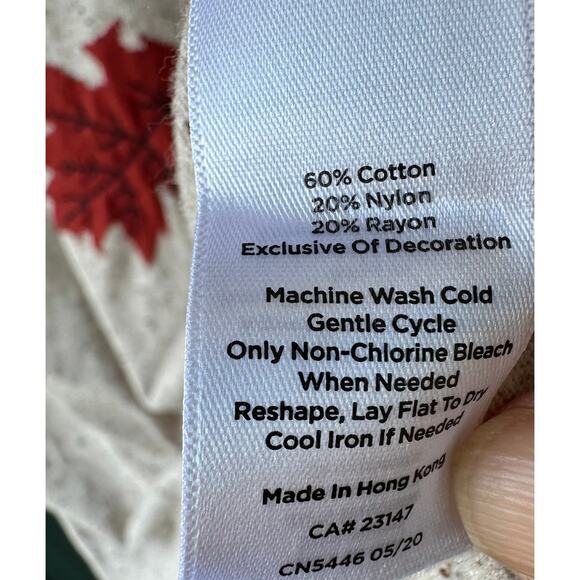 60% Cotton
20% Nylon
20% Rayon
Exclusive Of Decoration
Machine Wash Cold
Gentle Cycle
Only Non-Chlorine Bleach
When Needed
Reshape, Lay Flat To Dry
Cool Iron If Needed
Made In Hong Kong
CA# 23147
CN5446 05/20